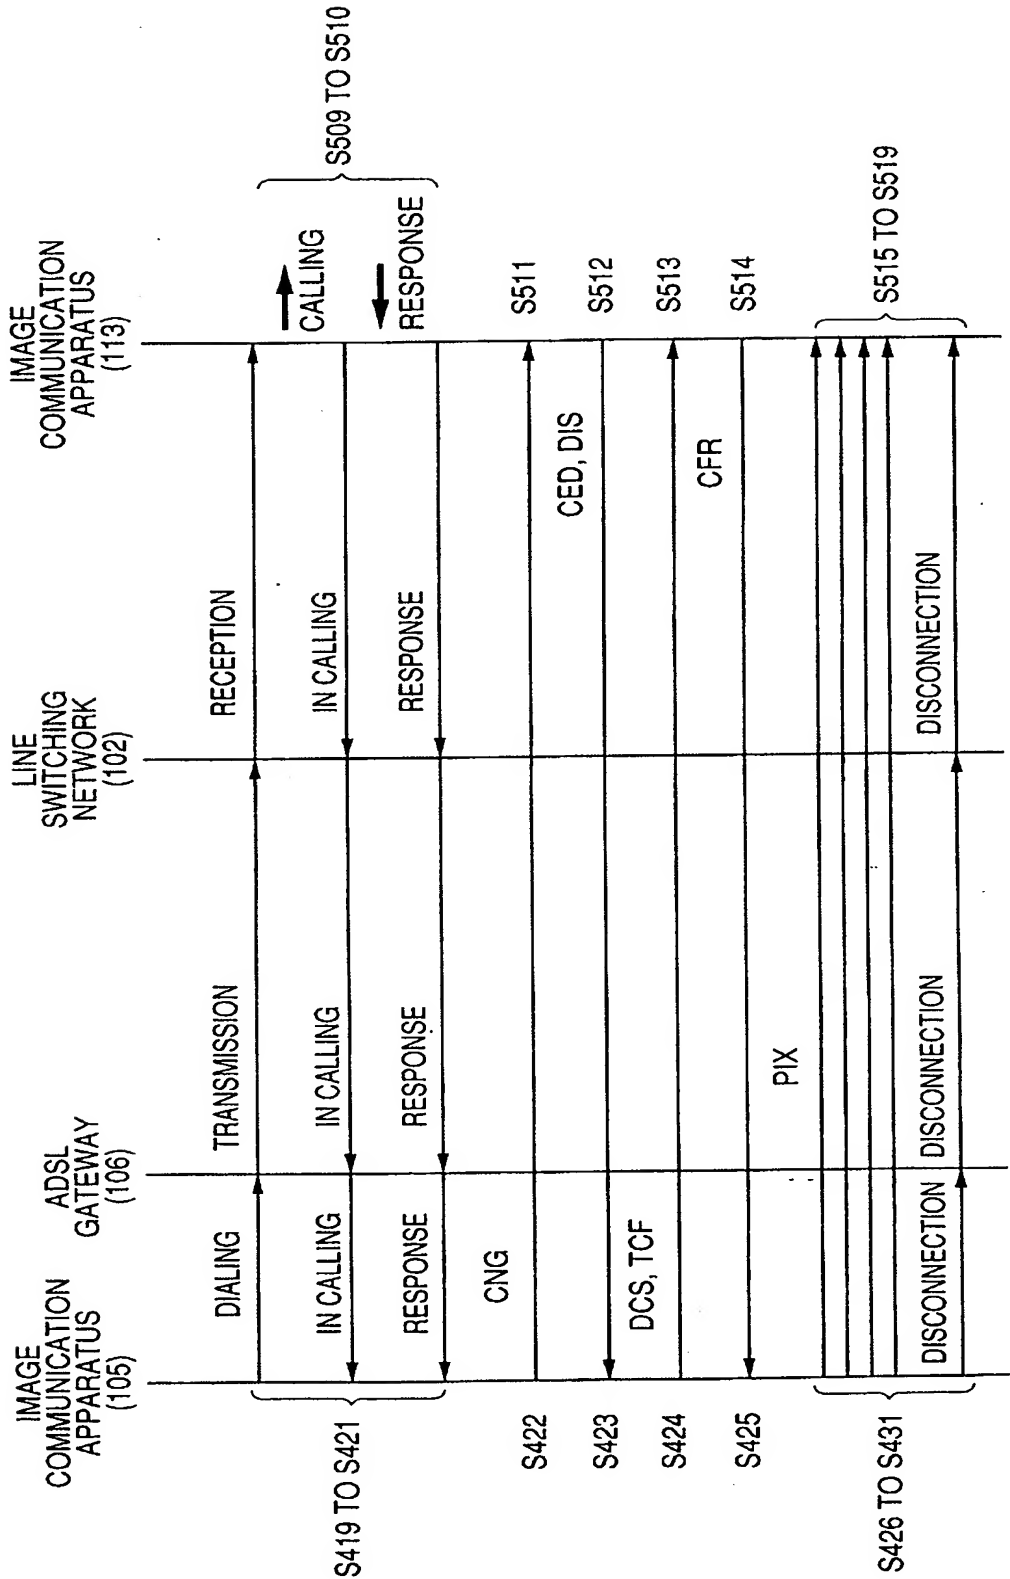 IMAGE
COMMUNICATION
APPARATUS
(105)
ADSL
GATEWAY
(106)
LINE
SWITCHING
NETWORK
(102)
IMAGE
COMMUNICATION
APPARATUS
(113)
DIALING
TRANSMISSION
RECEPTION
S419 TO S421
IN CALLING
IN CALLING
IN CALLING
CALLING
S509 TO S510
RESPONSE
RESPONSE
RESPONSE
RESPONSE
CNG
S422
S511
CED, DIS
S423
S512
DCS, TCF
S424
S513
CFR
S425
S514
PIX
S426 TO S431
S515 TO S519
DISCONNECTION
DISCONNECTION
DISCONNECTION